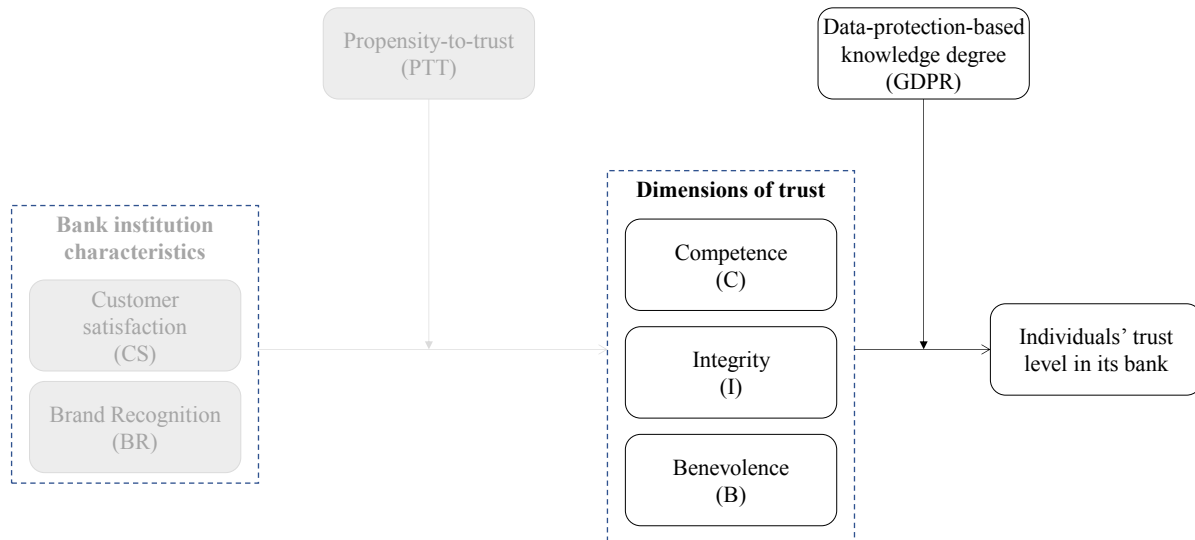 Propensity-to-trust
(PTT)
Data-protection-based
knowledge degree
(GDPR)
Bank institution
characteristics
Customer
satisfaction
(CS)
Brand Recognition
(BR)
Dimensions of trust
Competence
(C)
Integrity
(I)
Benevolence
(B)
Individuals’ trust
level in its bank